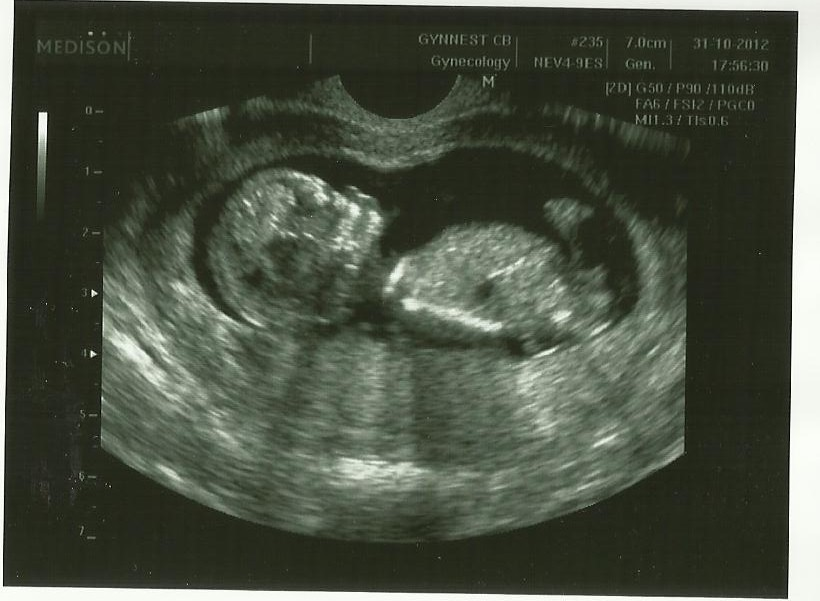 MEDISON
GYNNEST CB
Gynecology
#235
NEV4-9ES
7.0cm
Gen.
31-10-2012
17:56:30
M
[2D] G50 / P90 / 110dB
FA6 / FSI2 / PGC0
MI1.3 / TIs0.6
0
1
2
3
4
5
6
7